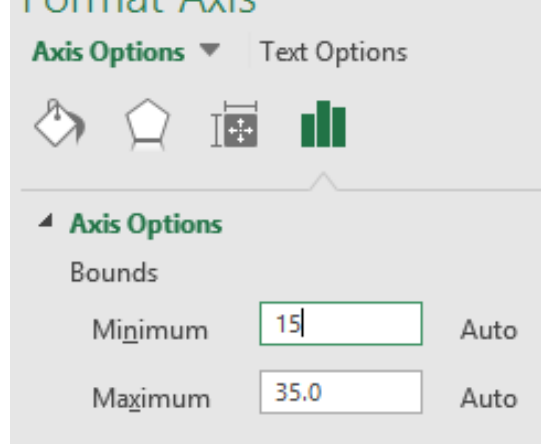 Format Axis
Axis Options Text Options
Axis Options
Bounds
Minimum 15 Auto
Maximum 35.0 Auto